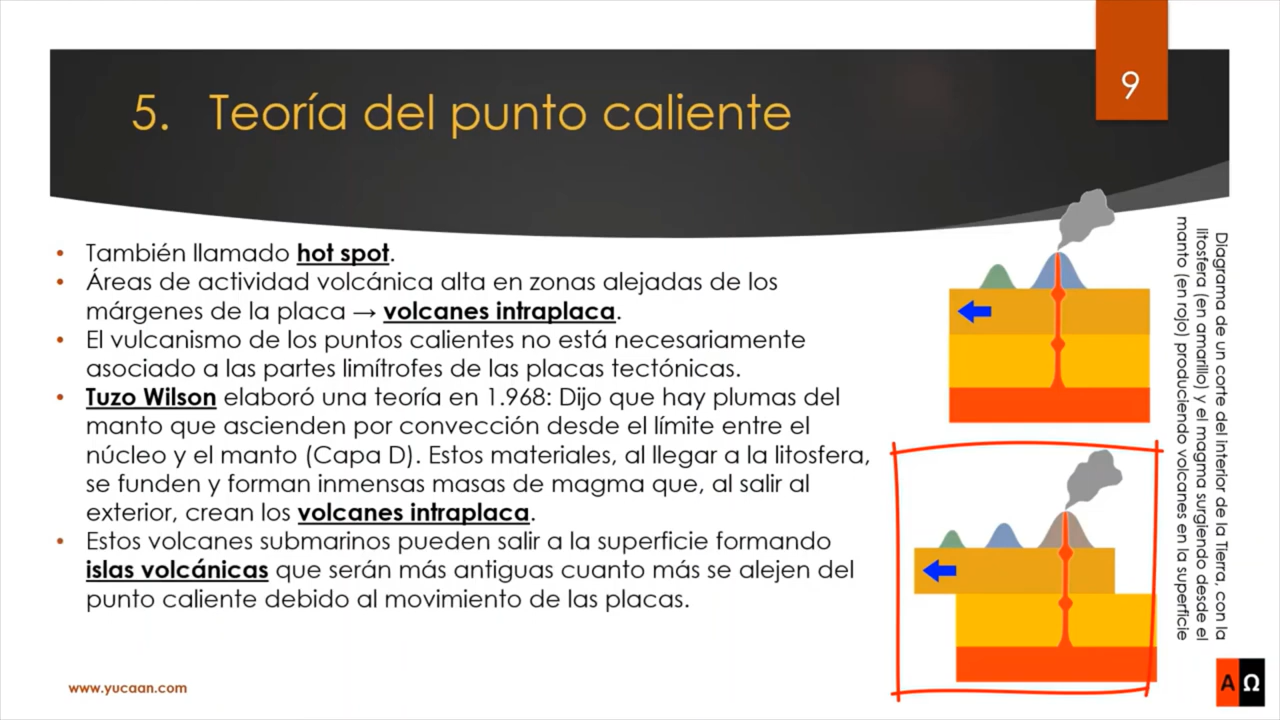 9
5. Teoría del punto caliente
• También llamado hot spot.
• Áreas de actividad volcánica alta en zonas alejadas de los
márgenes de la placa → volcanes intraplaca.
• El vulcanismo de los puntos calientes no está necesariamente
asociado a las partes limítrofes de las placas tectónicas.
• Tuzo Wilson elaboró una teoría en 1.968: Dijo que hay plumas del
manto que ascienden por convección desde el límite entre el
núcleo y el manto (Capa D). Estos materiales, al llegar a la litosfera,
se funden y forman inmensas masas de magma que, al salir al
exterior, crean los volcanes intraplaca.
• Estos volcanes submarinos pueden salir a la superficie formando
islas volcánicas que serán más antiguas cuanto más se alejen del
punto caliente debido al movimiento de las placas.
Diagrama de un corte del interior de la Tierra, con la
litosfera (en amarillo) y el magma surgiendo desde el
manto (en rojo) produciendo volcanes en la superficie
www.yucaan.com
A Ω